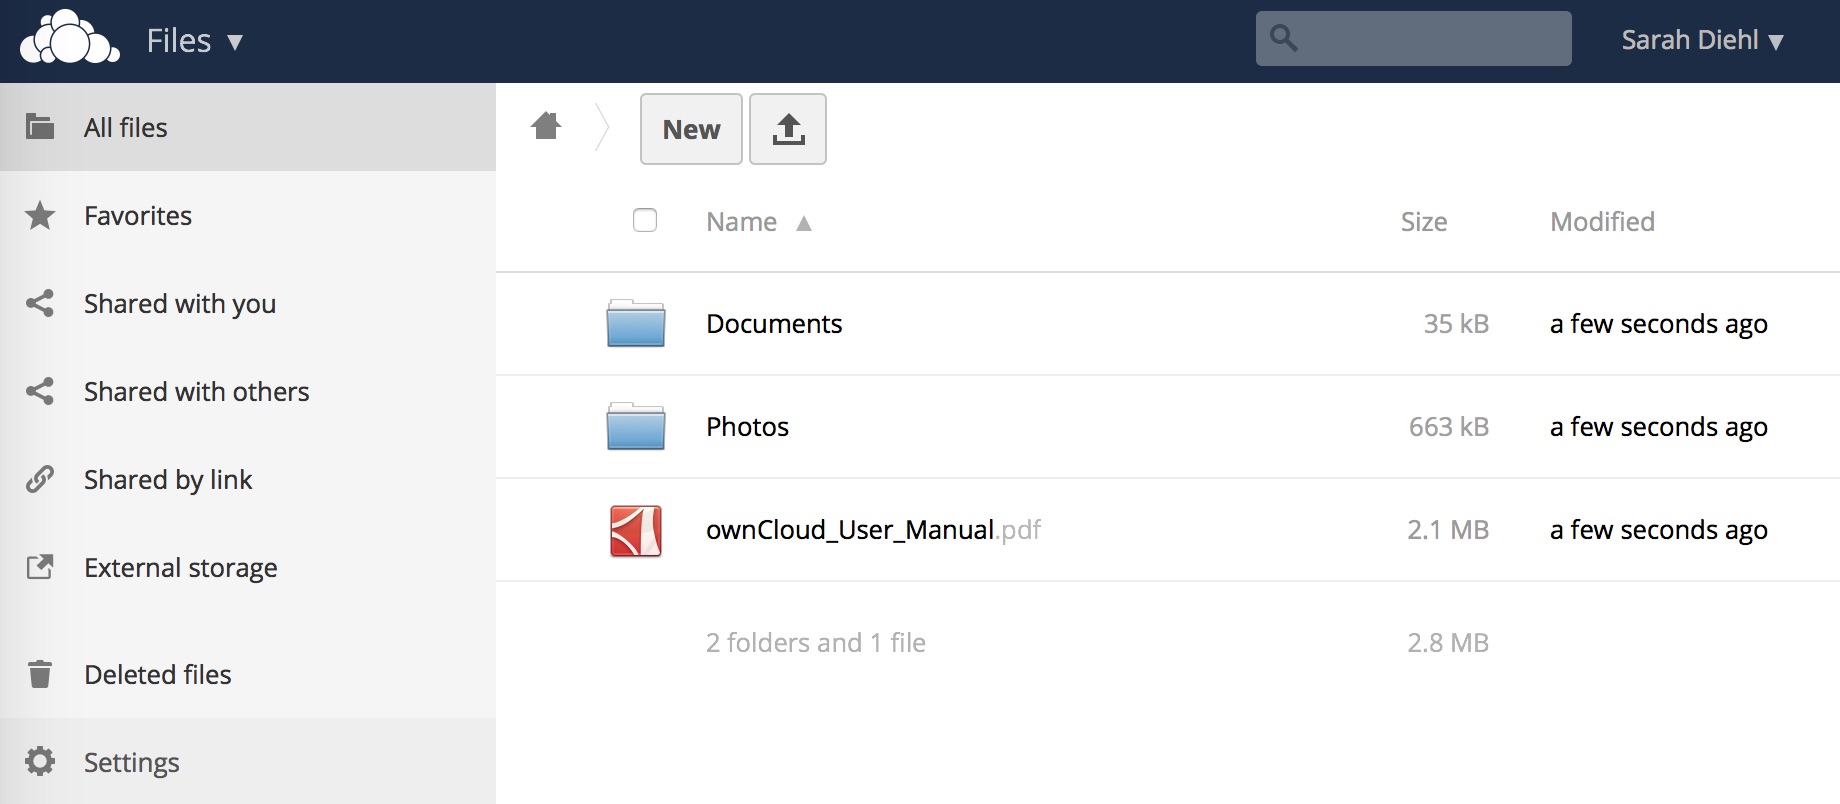 Files ▼
Sarah Diehl ▼
All files
Favorites
Shared with you
Shared with others
Shared by link
External storage
Deleted files
Settings
New
Name ▲ Size Modified
Documents 35 kB a few seconds ago
Photos 663 kB a few seconds ago
ownCloud_User_Manual.pdf 2.1 MB a few seconds ago
2 folders and 1 file 2.8 MB